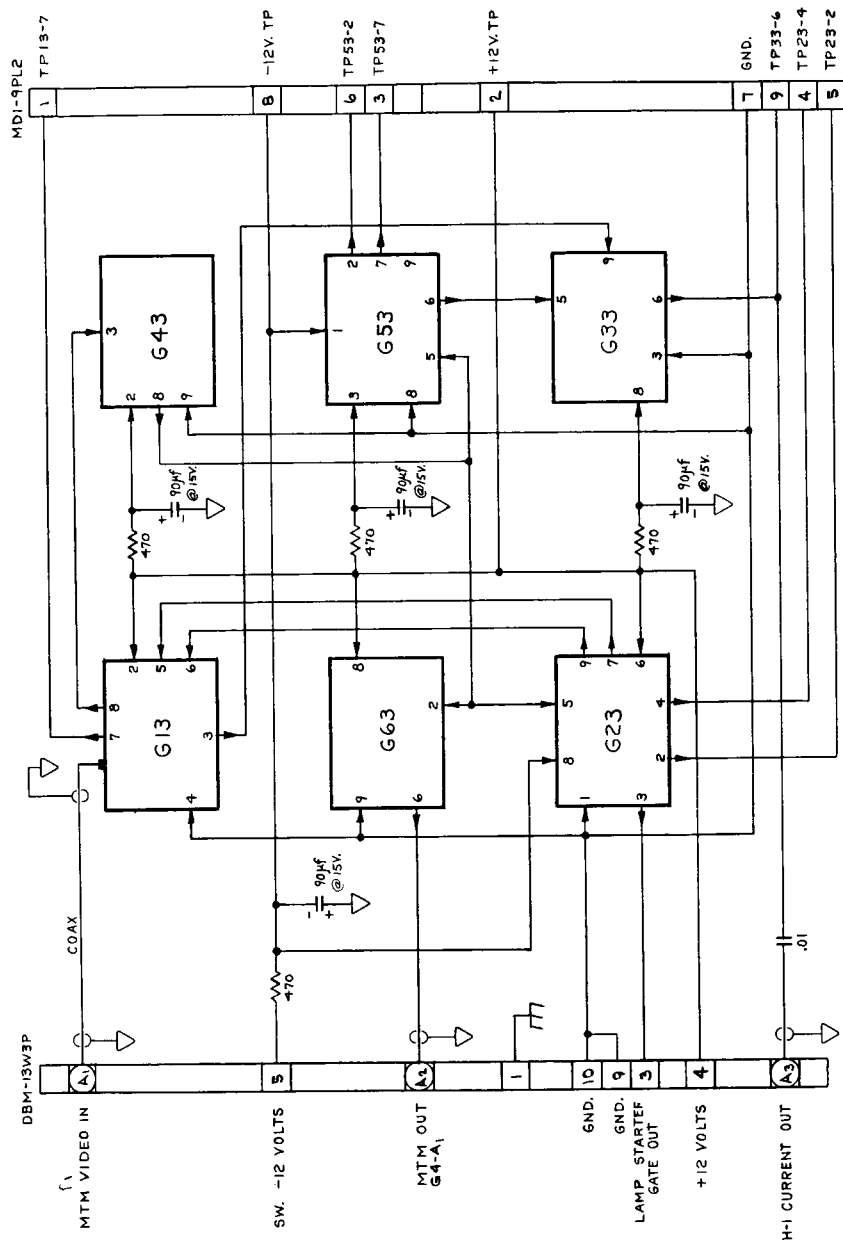 DBM-13W3P
MD1-9PL2
A1
MTM VIDEO IN
COAX
5
SW. -12 VOLTS
470
90µf
@15V.
- +
A2
MTM OUT
G4-A1
1
10
GND.
9
GND.
3
LAMP STARTER
GATE OUT
4
+12 VOLTS
A3
H-1 CURRENT OUT
.01
G13
7
8
2
5
6
3
4
G63
8
2
9
6
G23
9
7
6
5
4
8
2
1
3
470
+ -
90µf
@15V.
470
+ -
90µf
@15V.
470
+ -
90µf
@15V.
G43
3
2
8
9
G53
2
7
9
1
6
3
5
8
G33
9
5
6
8
3
1
TP13-7
8
-12V. TP
6
TP53-2
3
TP53-7
2
+12V. TP
7
GND.
9
TP33-6
4
TP23-4
5
TP23-2